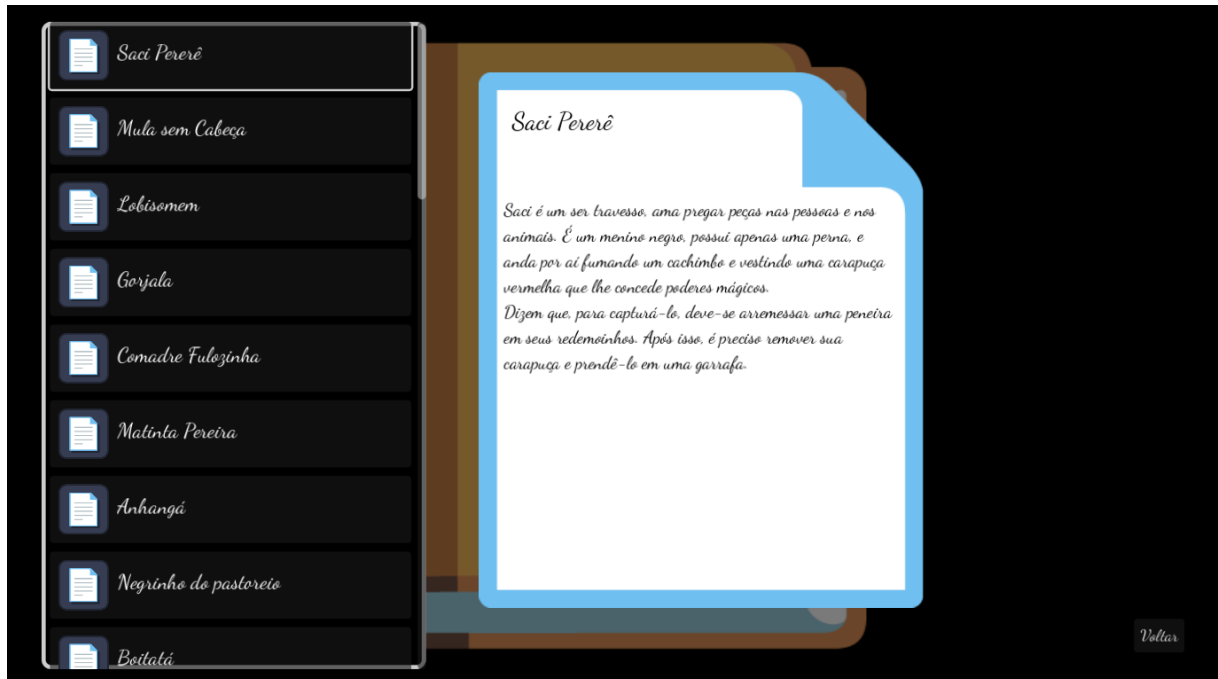 Saci Pererê
Mula sem Cabeça
Lobisomem
Gorjala
Comadre Fulozinha
Matinta Pereira
Anhangá
Negrinho do pastoreio
Boitatá
Saci Pererê
Saci é um ser travesso, ama pregar peças nas pessoas e nos
animais. É um menino negro, possui apenas uma perna, e
anda por aí fumando um cachimbo e vestindo uma carapuça
vermelha que lhe concede poderes mágicos.
Dizem que, para capturá-lo, deve-se arremessar uma peneira
em seus redemoinhos. Após isso, é preciso remover sua
carapuça e prendê-lo em uma garrafa.
Voltar